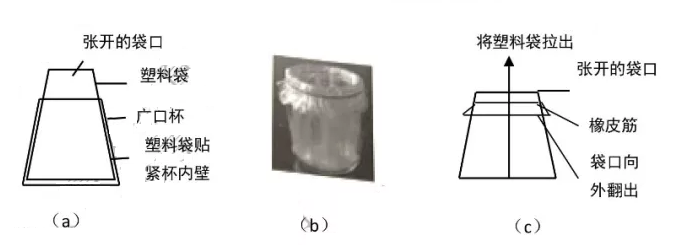 张开的袋口
塑料袋
广口杯
塑料袋贴
紧杯内壁
(a)
(b)
将塑料袋拉出
张开的袋口
橡皮筋
袋口向
外翻出
(c)